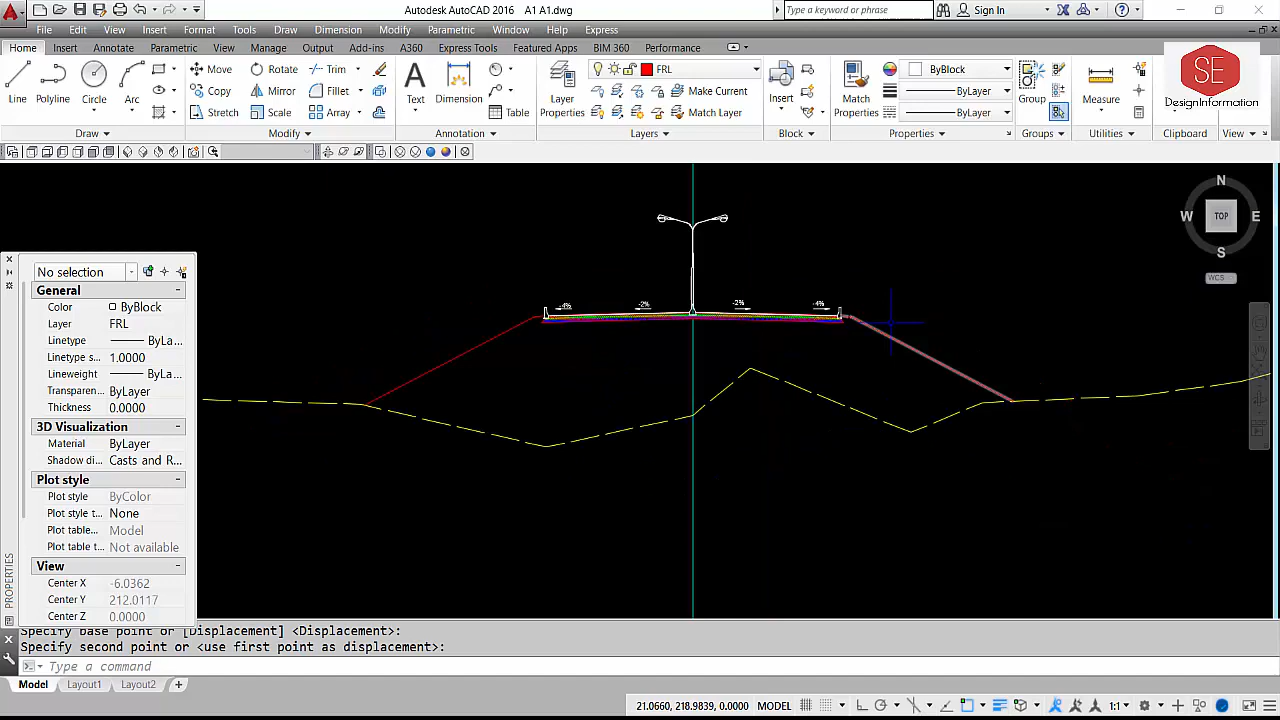 Autodesk AutoCAD 2016 A1 A1.dwg
Type a keyword or phrase
Sign In
File Edit View Insert Format Tools Draw Dimension Modify Parametric Window Help Express
Home Insert Annotate Parametric View Manage Output Add-ins A360 Express Tools Featured Apps BIM 360 Performance
Line Polyline Circle Arc
Move Rotate Trim
Copy Mirror Fillet
Stretch Scale Array
Text Dimension Table
Layer Properties
FRL
Make Current
Match Layer
Insert
Match Properties
ByBlock
ByLayer
ByLayer
Group
Measure
SE
DesignInformation
Draw Modify Annotation Layers Block Properties Groups Utilities Clipboard View
N
W TOP E
S
WCS
-4% -2% -2% -4%
No selection
General
Color ByBlock
Layer FRL
Linetype ByLa...
Linetype s... 1.0000
Lineweight ByLa...
Transparen... ByLayer
Thickness 0.0000
3D Visualization
Material ByLayer
Shadow di... Casts and R...
Plot style
Plot style ByColor
Plot style t... None
Plot table... Model
Plot table t... Not available
View
Center X -6.0362
Center Y 212.0117
Center Z 0.0000
PROPERTIES
Specify base point or [Displacement] <Displacement>:
Specify second point or <use first point as displacement>:
Type a command
Model Layout1 Layout2 +
21.0660, 218.9839, 0.0000 MODEL
1:1